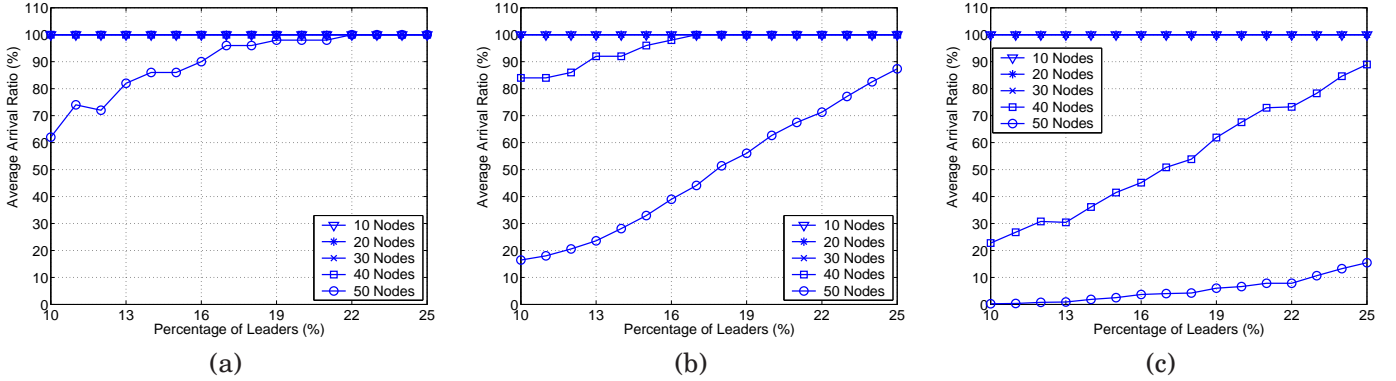 110
100
90
80
70
60
50
40
30
20
10
0
Average Arrival Ratio (%)
10 Nodes
20 Nodes
30 Nodes
40 Nodes
50 Nodes
10 13 16 19 22 25
Percentage of Leaders (%)
(a)
110
100
90
80
70
60
50
40
30
20
10
0
Average Arrival Ratio (%)
10 Nodes
20 Nodes
30 Nodes
40 Nodes
50 Nodes
10 13 16 19 22 25
Percentage of Leaders (%)
(b)
110
100
90
80
70
60
50
40
30
20
10
0
Average Arrival Ratio (%)
10 Nodes
20 Nodes
30 Nodes
40 Nodes
50 Nodes
10 13 16 19 22 25
Percentage of Leaders (%)
(c)